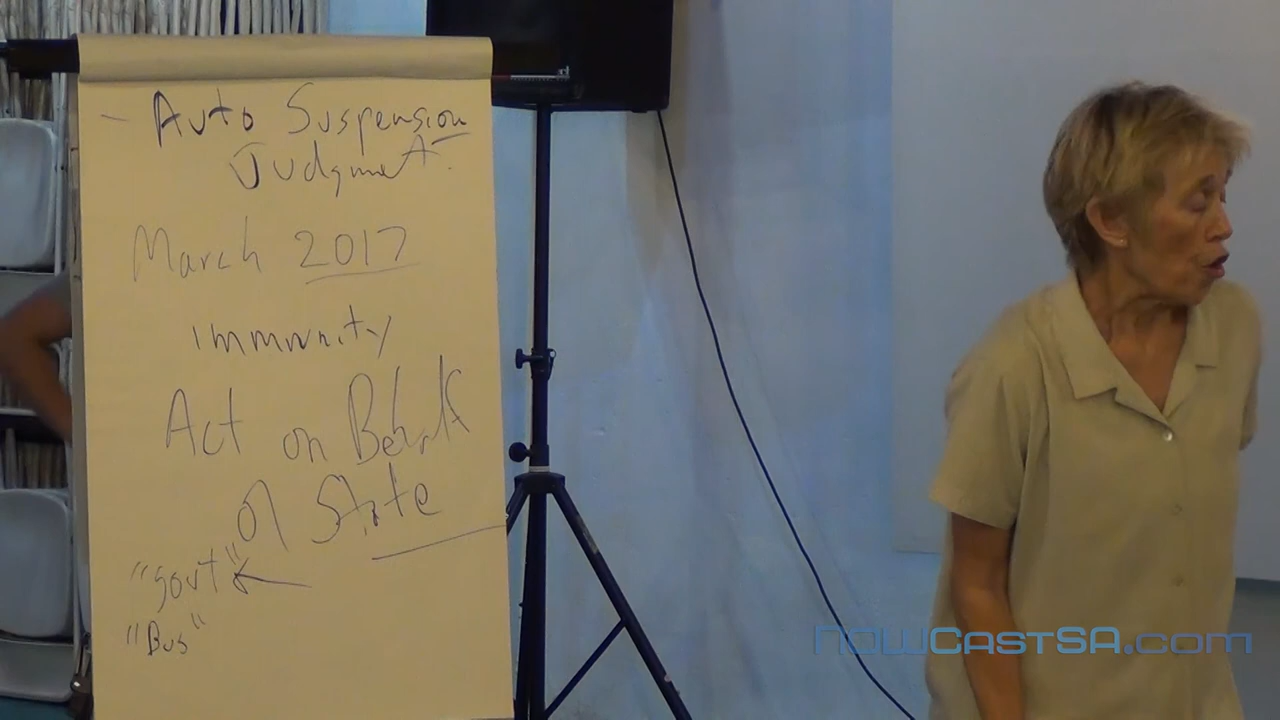 - Auto Suspension
Judgment.
March 2017
Immunity
Act on Behalf
of State
"govt"
"Bus"
NOWCASTSA.com